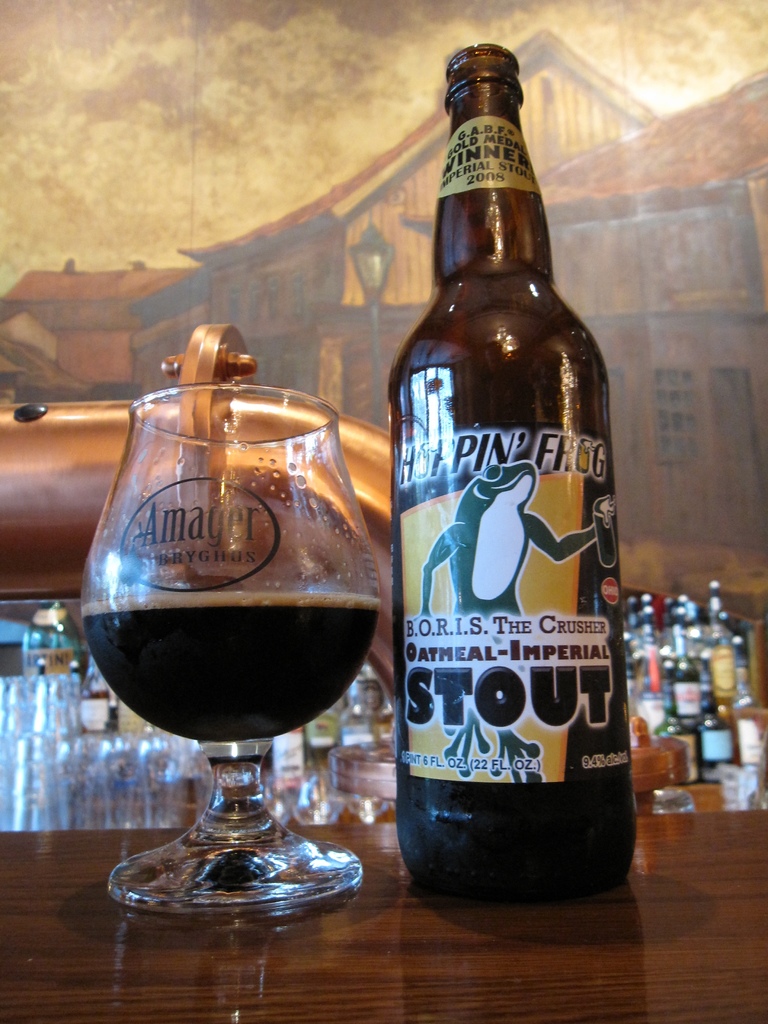 G.A.B.F.
GOLD MEDAL
WINNER
IMPERIAL STOUT
2008
HOPPIN' FROG
B.O.R.I.S. THE CRUSHER
OATMEAL-IMPERIAL
STOUT
1 PINT 6 FL. OZ. (22 FL. OZ.)
9.4% alc/vol
Amager
BRYGHUS